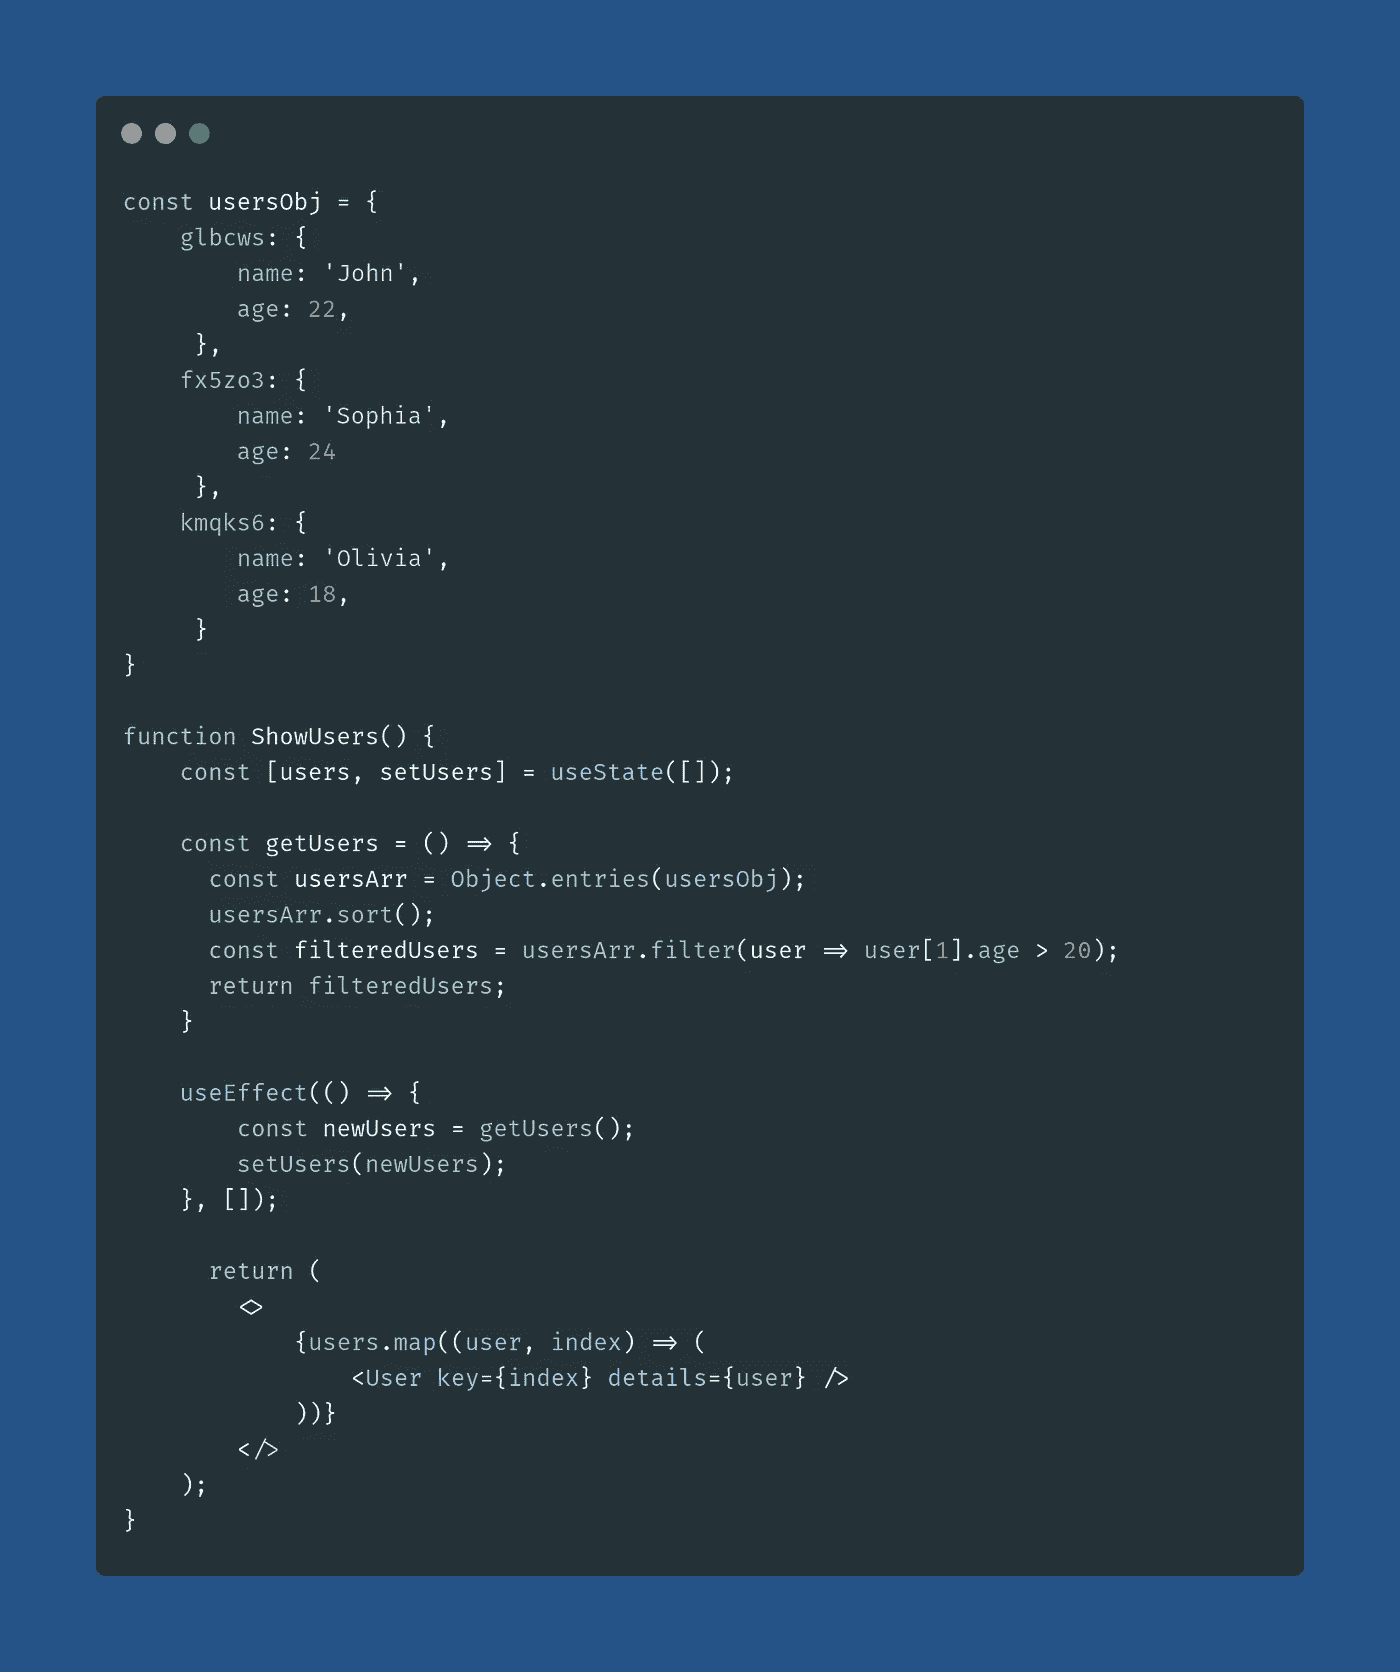 const usersObj = {
    glbcws: {
        name: 'John',
        age: 22,
     },
    fx5zo3: {
        name: 'Sophia',
        age: 24
     },
    kmqks6: {
        name: 'Olivia',
        age: 18,
     }
}

function ShowUsers() {
    const [users, setUsers] = useState([]);

    const getUsers = () => {
      const usersArr = Object.entries(usersObj);
      usersArr.sort();
      const filteredUsers = usersArr.filter(user => user[1].age > 20);
      return filteredUsers;
    }

    useEffect(() => {
        const newUsers = getUsers();
        setUsers(newUsers);
    }, []);

      return (
        <>
            {users.map((user, index) => (
                <User key={index} details={user} />
            ))}
        </>
    );
}